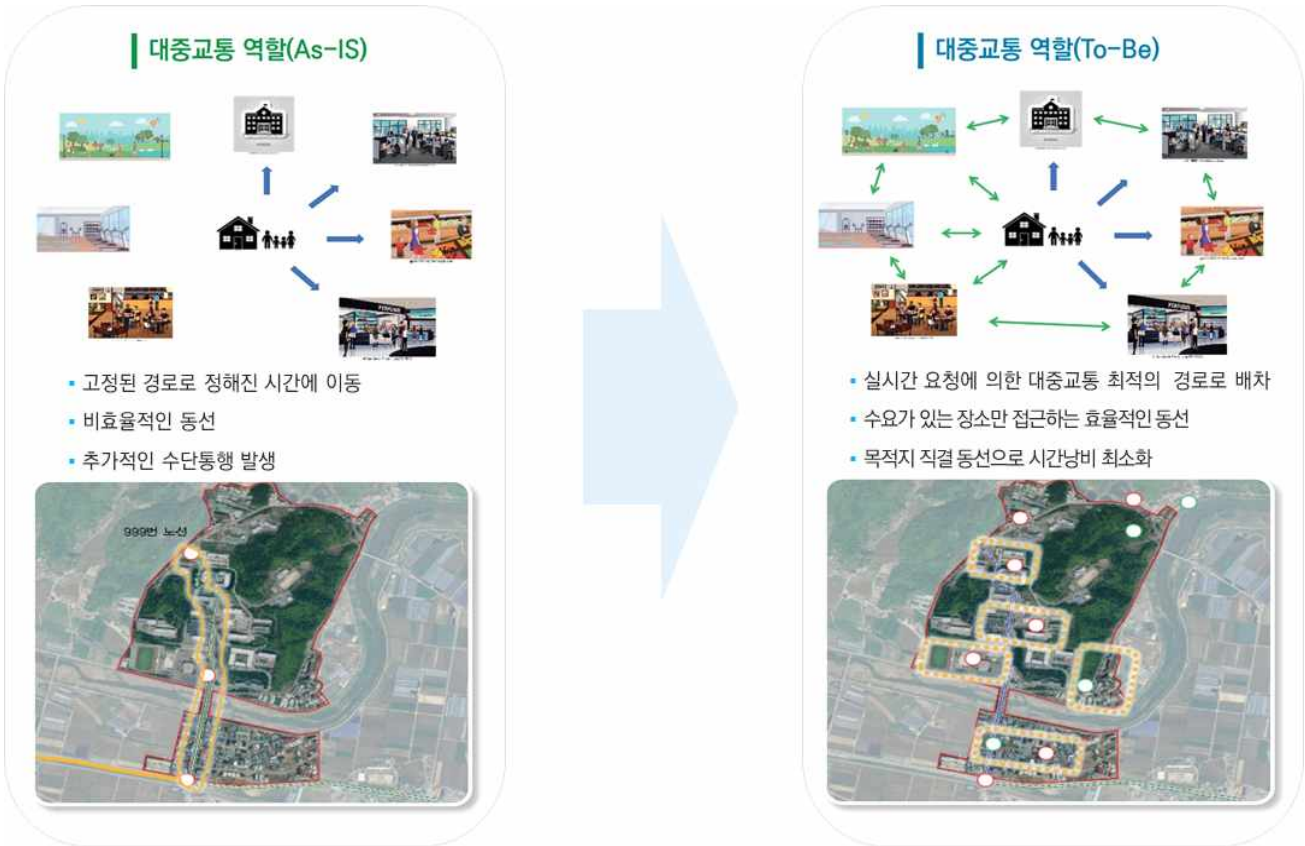 대중교통 역할(As-IS)
▪ 고정된 경로로 정해진 시간에 이동
▪ 비효율적인 동선
▪ 추가적인 수단통행 발생
999번 노선
대중교통 역할(To-Be)
▪ 실시간 요청에 의한 대중교통 최적의 경로로 배차
▪ 수요가 있는 장소만 접근하는 효율적인 동선
▪ 목적지 직결 동선으로 시간낭비 최소화